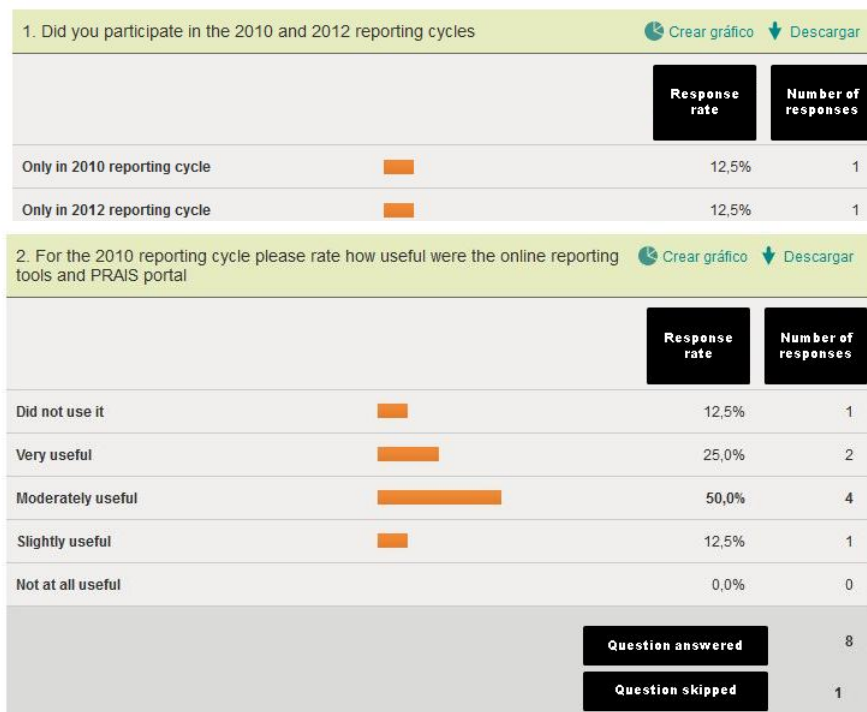 1. Did you participate in the 2010 and 2012 reporting cycles Crear gráfico Descargar
Response rate Number of responses
Only in 2010 reporting cycle 12,5% 1
Only in 2012 reporting cycle 12,5% 1
2. For the 2010 reporting cycle please rate how useful were the online reporting Crear gráfico Descargar
tools and PRAIS portal
Response rate Number of responses
Did not use it 12,5% 1
Very useful 25,0% 2
Moderately useful 50,0% 4
Slightly useful 12,5% 1
Not at all useful 0,0% 0
Question answered 8
Question skipped 1